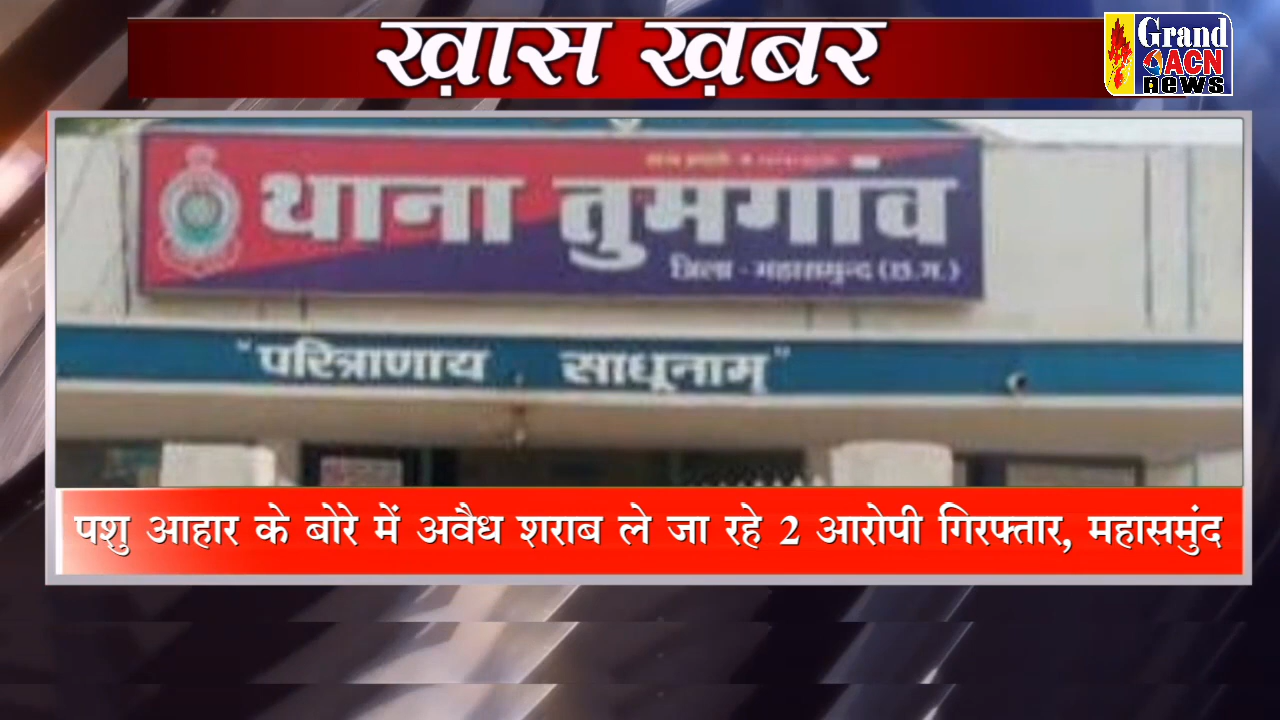 ख़ास ख़बर
Grand
ACN
news
थाना तुमगांव
जिला - महासमुन्द (छ.ग.)
"परित्राणाय साधूनाम्"
पशु आहार के बोरे में अवैध शराब ले जा रहे 2 आरोपी गिरफ्तार, महासमुंद